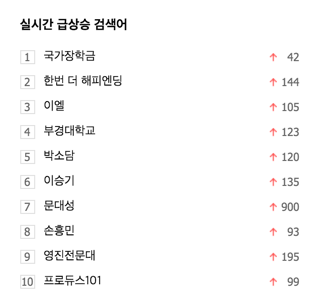 실시간 급상승 검색어
1 국가장학금 ↑ 42
2 한번 더 해피엔딩 ↑ 144
3 이엘 ↑ 105
4 부경대학교 ↑ 123
5 박소담 ↑ 120
6 이승기 ↑ 135
7 문대성 ↑ 900
8 손흥민 ↑ 93
9 영진전문대 ↑ 195
10 프로듀스101 ↑ 99